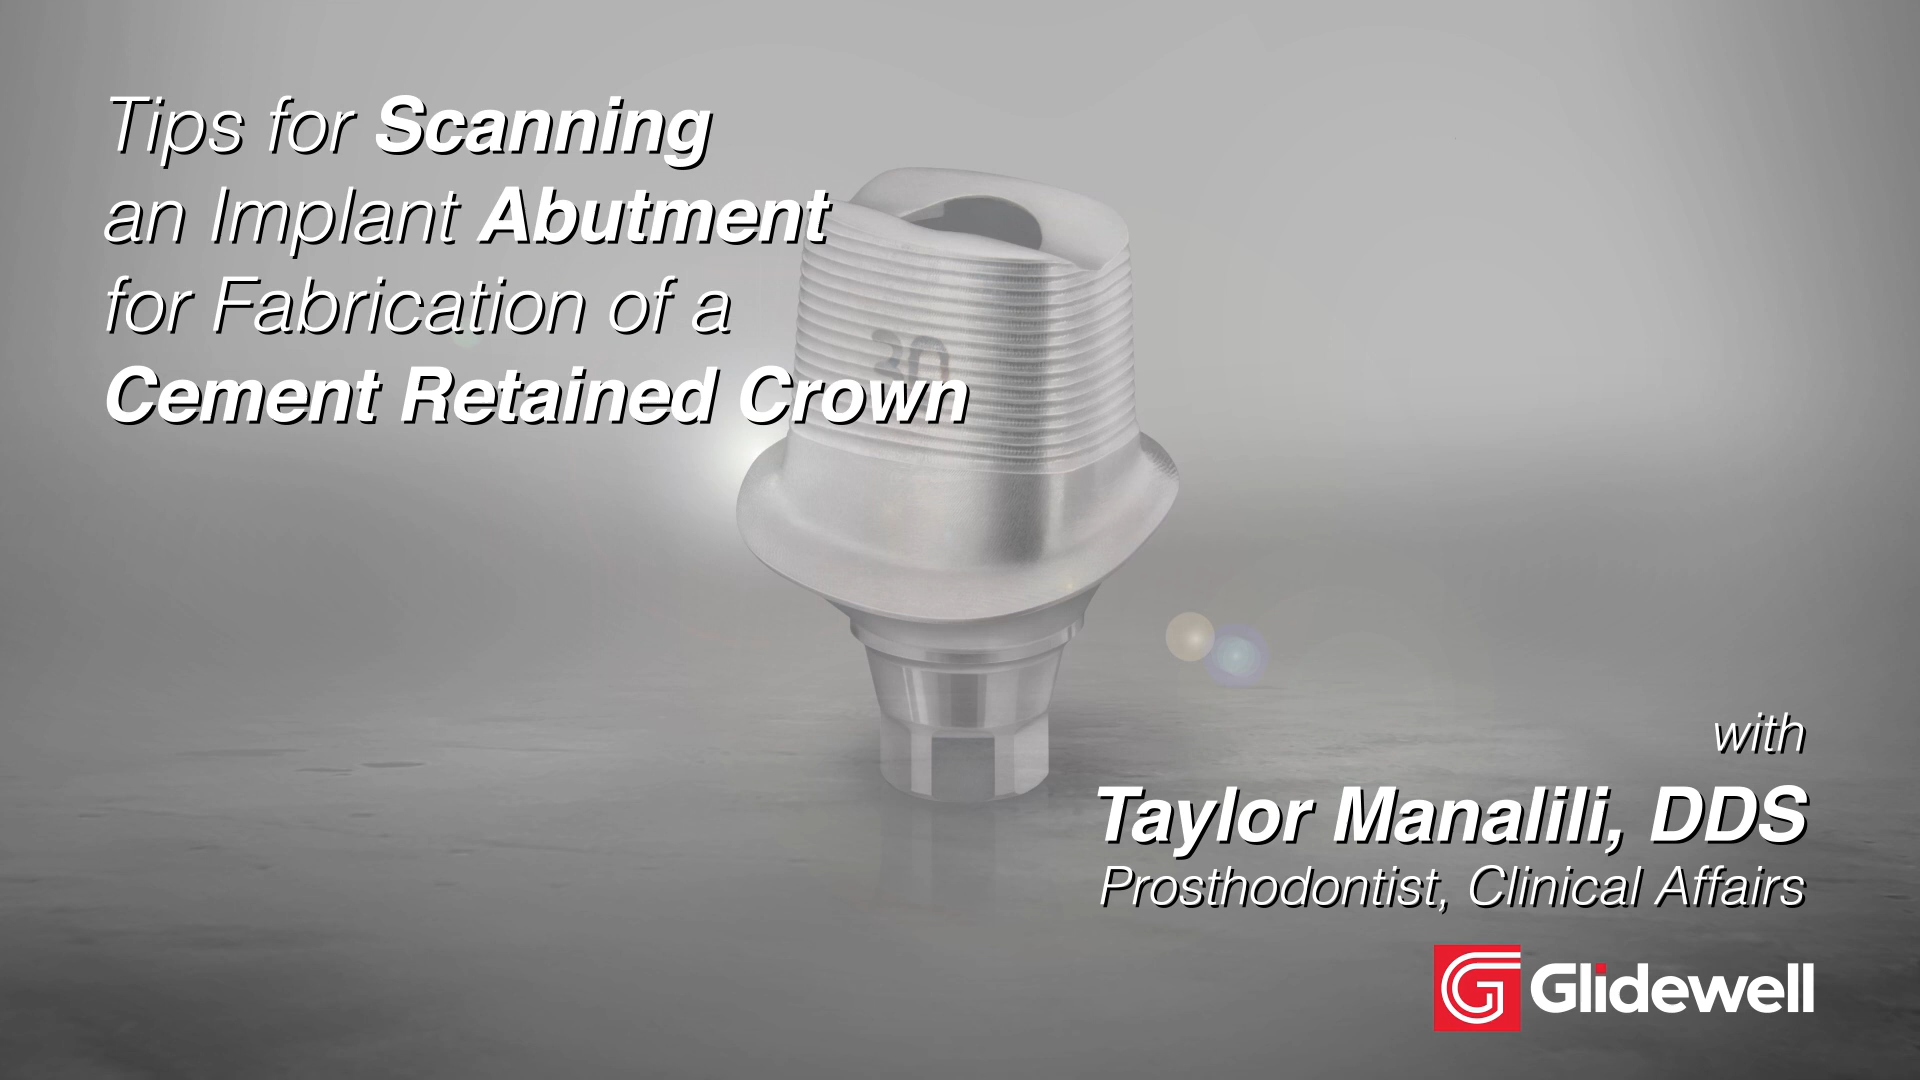 Tips for Scanning
an Implant Abutment
for Fabrication of a
Cement Retained Crown
30
with
Taylor Manalili, DDS
Prosthodontist, Clinical Affairs
Glidewell